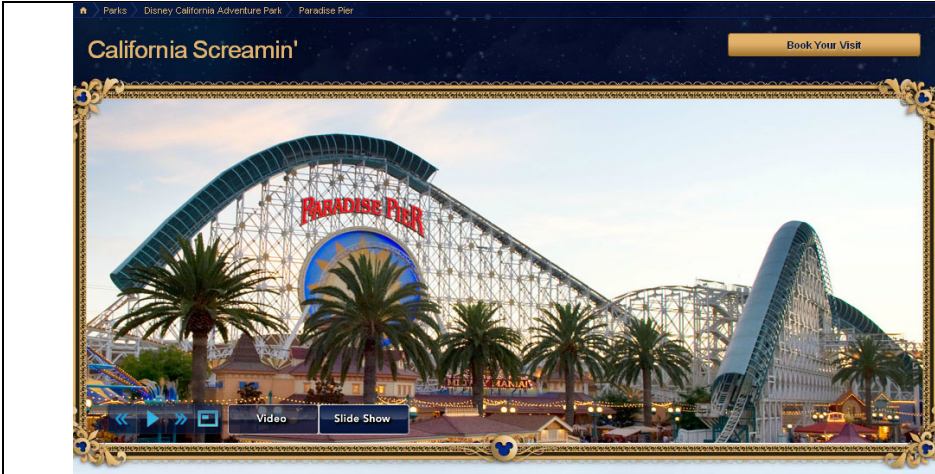 Parks Disney California Adventure Park Paradise Pier
California Screamin'
Book Your Visit
PARADISE PIER
Video
Slide Show